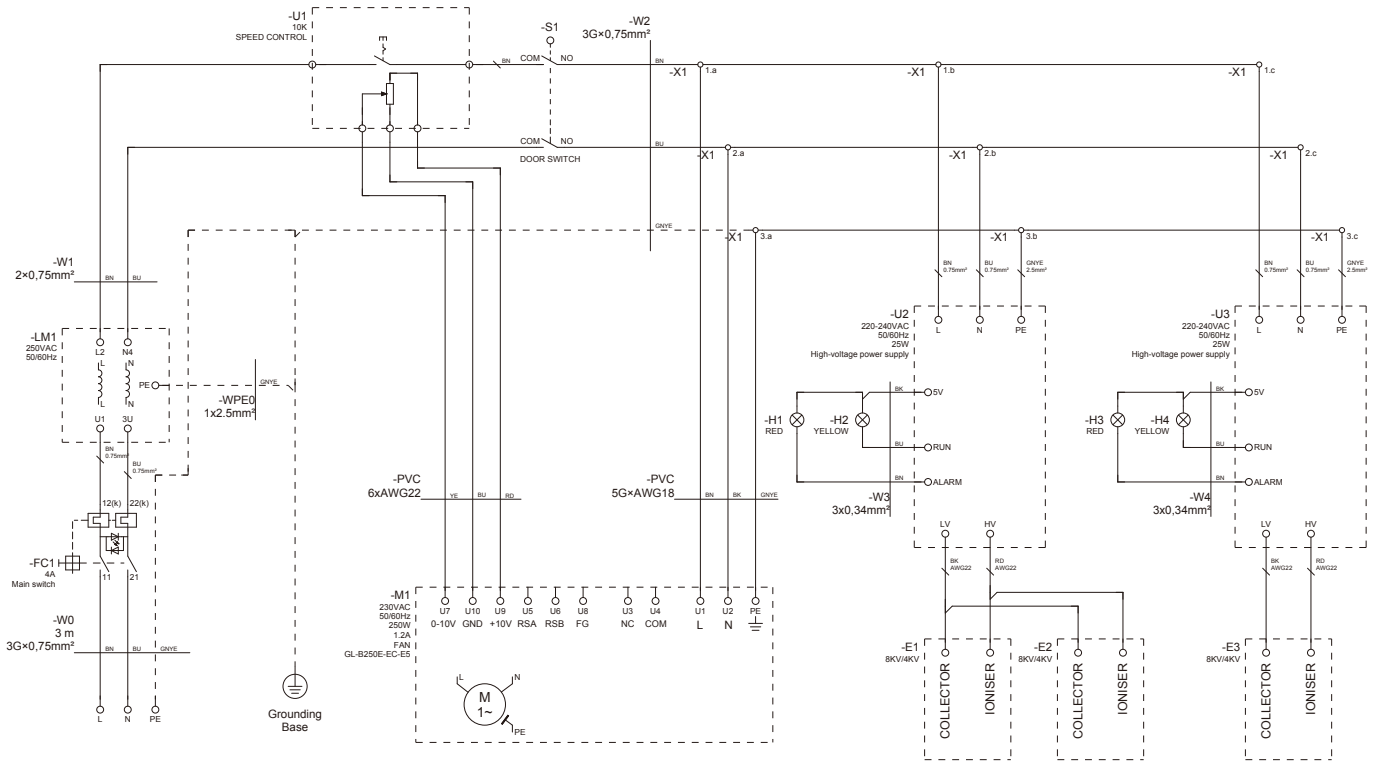 -U1
10K
SPEED CONTROL
-S1
COM
NO
BN
-W2
3G×0,75mm²
BN
-X1
1.a
-X1
1.b
-X1
1.c
COM
NO
DOOR SWITCH
BU
-X1
2.a
-X1
2.b
-X1
2.c
GNYE
-X1
3.a
-X1
3.b
-X1
3.c
-W1
2×0,75mm²
BN
BU
BN
0.75mm²
BU
0.75mm²
GNYE
2.5mm²
BN
0.75mm²
BU
0.75mm²
GNYE
2.5mm²
-LM1
250VAC
50/60Hz
L2
N4
L
N
L
N
PE
U1
3U
-WPE0
1x2.5mm²
GNYE
BN
0.75mm²
BU
0.75mm²
12(k)
22(k)
-FC1
4A
Main switch
11
21
-W0
3 m
3G×0,75mm²
BN
BU
GNYE
L
N
PE
Grounding
Base
-PVC
6xAWG22
YE
BU
RD
-PVC
5G×AWG18
BN
BK
GNYE
-M1
230VAC
50/60Hz
250W
1.2A
FAN
GL-B250E-EC-E5
U7
U10
U9
U5
U6
U8
U3
U4
U1
U2
PE
0-10V
GND
+10V
RSA
RSB
FG
NC
COM
L
N
L
N
M
1~
PE
-U2
220-240VAC
50/60Hz
25W
High-voltage power supply
L
N
PE
BK
5V
-H1
RED
-H2
YELLOW
BU
RUN
BN
ALARM
-W3
3x0,34mm²
LV
HV
BK
AWG22
RD
AWG22
-U3
220-240VAC
50/60Hz
25W
High-voltage power supply
L
N
PE
BK
5V
-H3
RED
-H4
YELLOW
BU
RUN
BN
ALARM
-W4
3x0,34mm²
LV
HV
BK
AWG22
RD
AWG22
-E1
8KV/4KV
COLLECTOR
IONISER
-E2
8KV/4KV
COLLECTOR
IONISER
-E3
8KV/4KV
COLLECTOR
IONISER